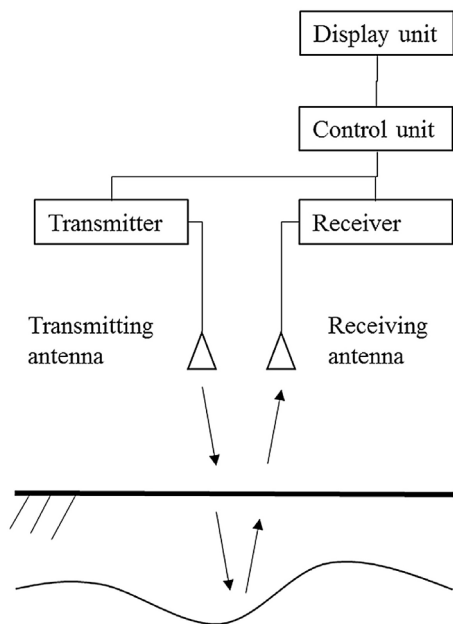 Display unit
Control unit
Transmitter
Receiver
Transmitting
antenna
Receiving
antenna